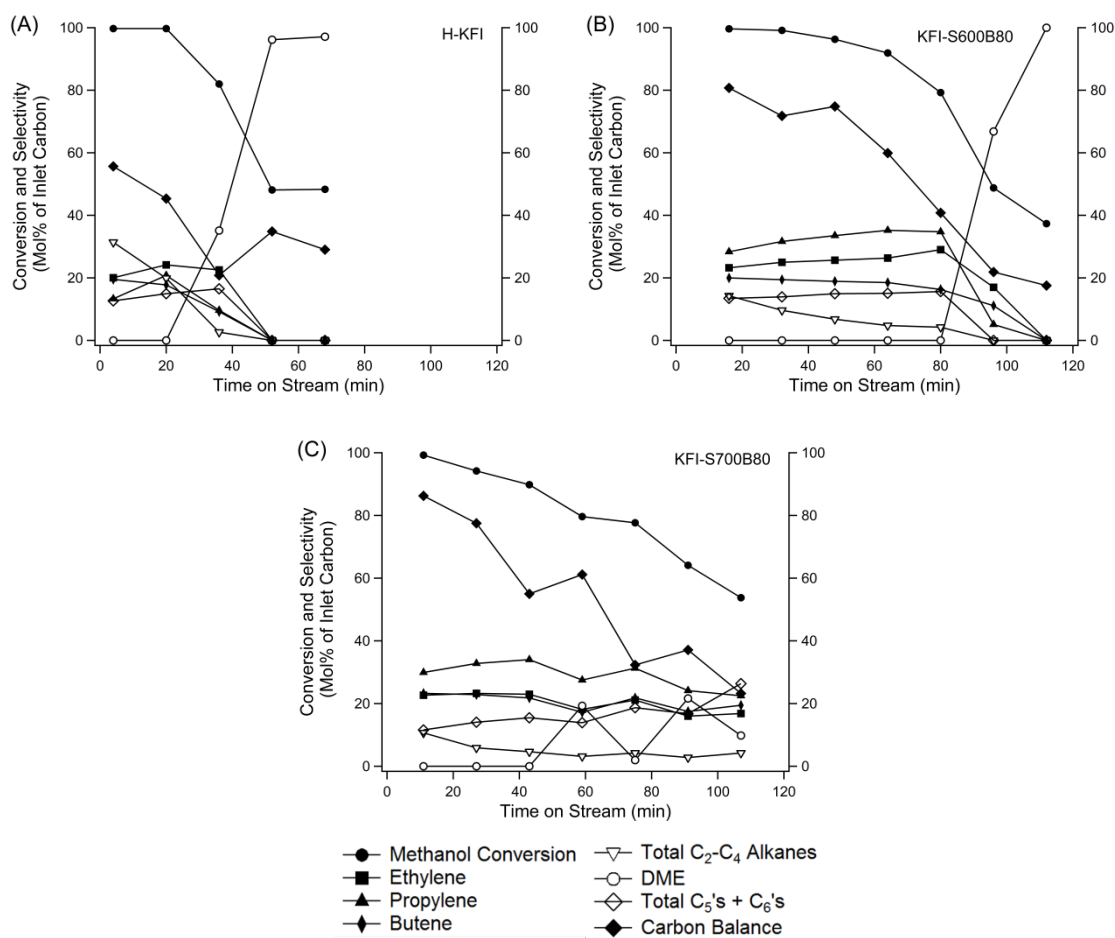 (A)
H-KFI
Conversion and Selectivity
(Mol% of Inlet Carbon)
100
80
60
40
20
0
100
80
60
40
20
0
0 20 40 60 80 100 120
Time on Stream (min)
(B)
KFI-S600B80
Conversion and Selectivity
(Mol% of Inlet Carbon)
100
80
60
40
20
0
100
80
60
40
20
0
0 20 40 60 80 100 120
Time on Stream (min)
(C)
KFI-S700B80
Conversion and Selectivity
(Mol% of Inlet Carbon)
100
80
60
40
20
0
100
80
60
40
20
0
0 20 40 60 80 100 120
Time on Stream (min)
Methanol Conversion
Ethylene
Propylene
Butene
Total C₂-C₄ Alkanes
DME
Total C₅'s + C₆'s
Carbon Balance